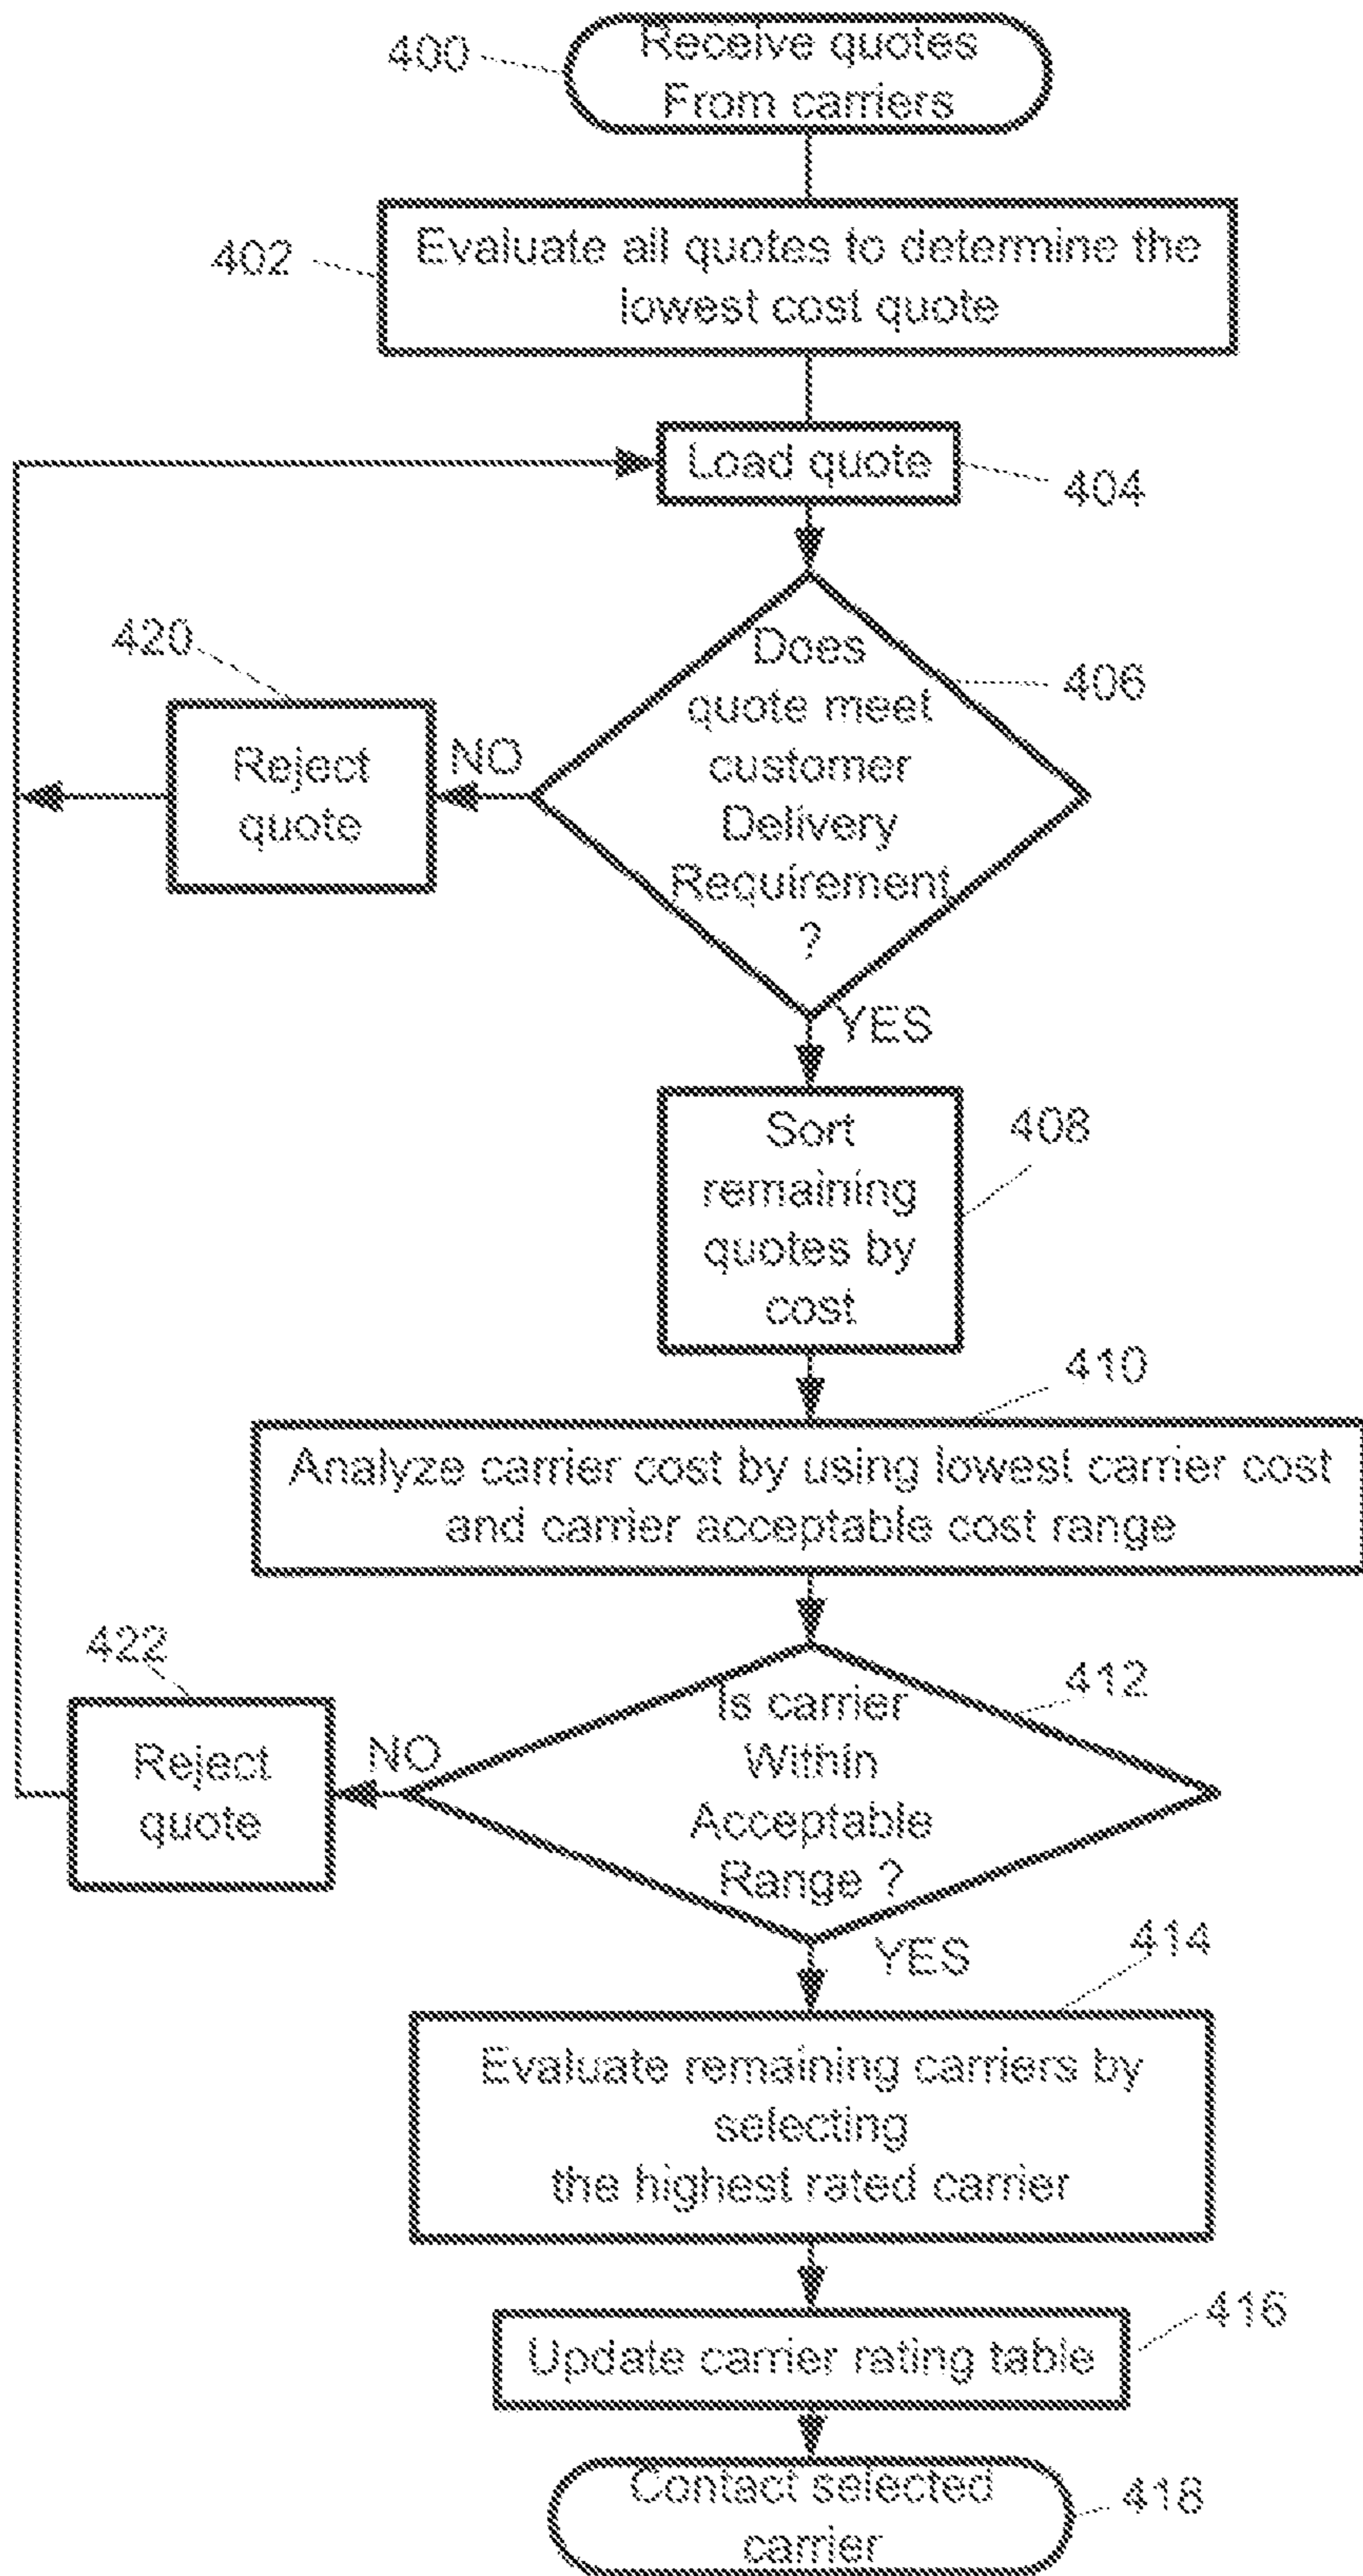 400
Receive quotes
From carriers
402
Evaluate all quotes to determine the
lowest cost quote
Load quote
404
420
Does
quote meet
customer
Delivery
Requirement
?
406
Reject
quote
NO
YES
Sort
remaining
quotes by
cost
408
410
Analyze carrier cost by using lowest carrier cost
and carrier acceptable cost range
422
Is carrier
Within
Acceptable
Range ?
412
Reject
quote
NO
YES
414
Evaluate remaining carriers by
selecting
the highest rated carrier
416
Update carrier rating table
Contact selected
carrier
418